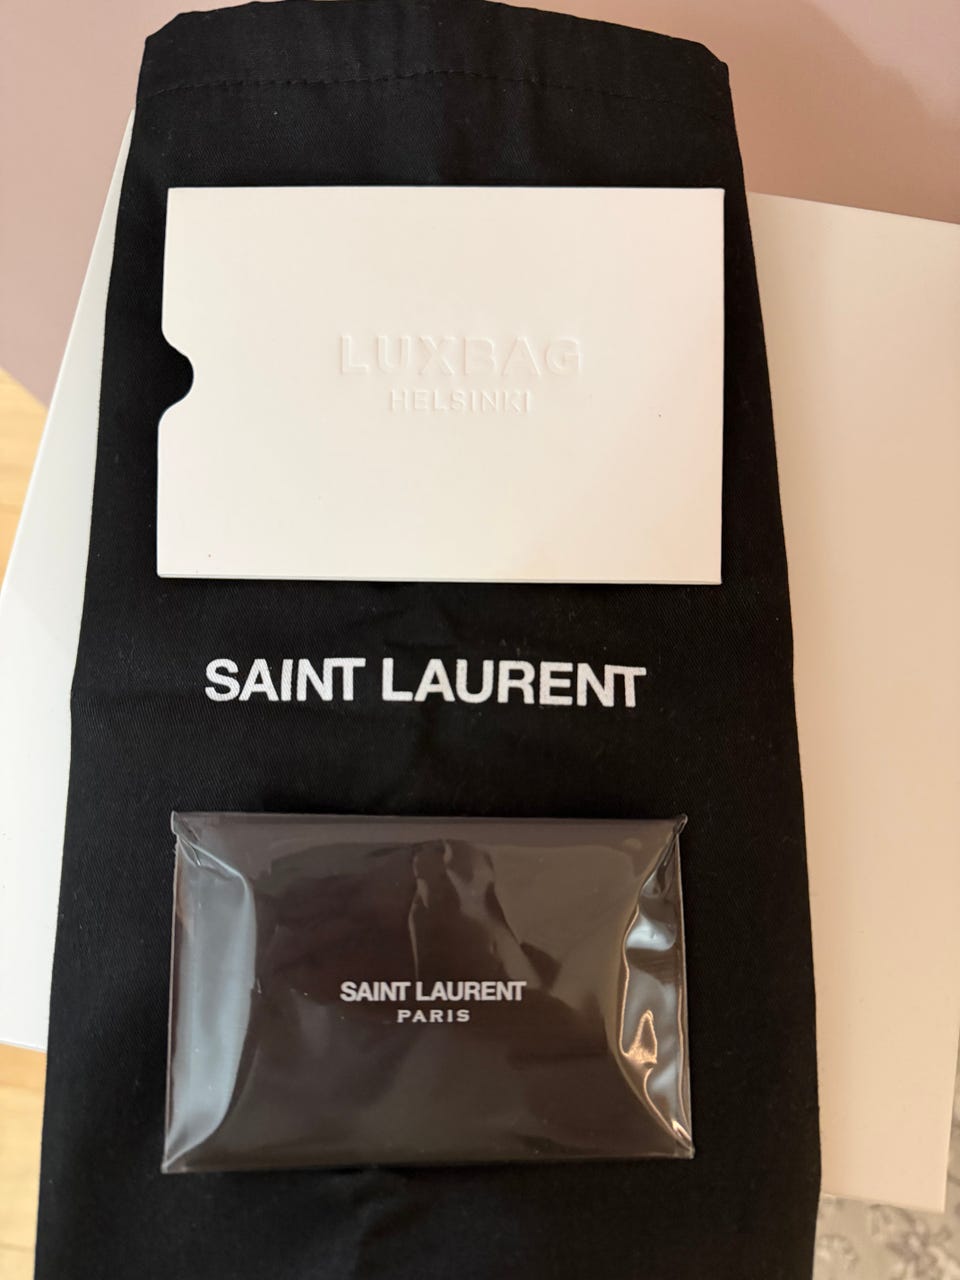 LUXBAG
HELSINKI
SAINT LAURENT
SAINT LAURENT
PARIS